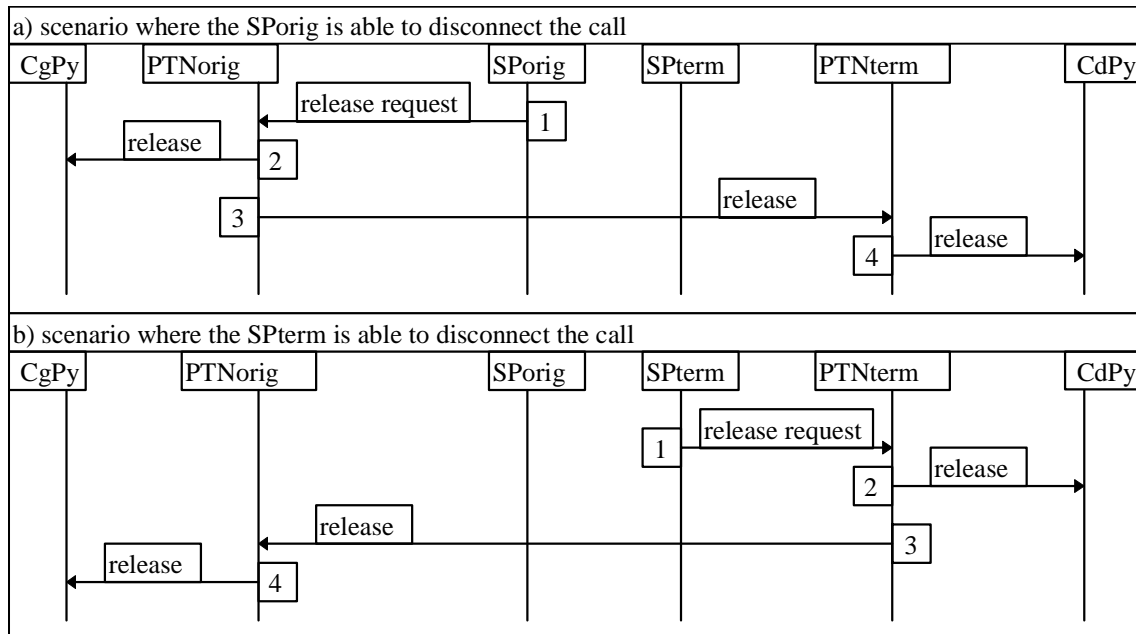 a) scenario where the SPorig is able to disconnect the call
CgPy PTNorig SPorig SPterm PTNterm CdPy
release request 1
release 2
3 release
4 release
b) scenario where the SPterm is able to disconnect the call
CgPy PTNorig SPorig SPterm PTNterm CdPy
1 release request
2 release
release 3
release 4